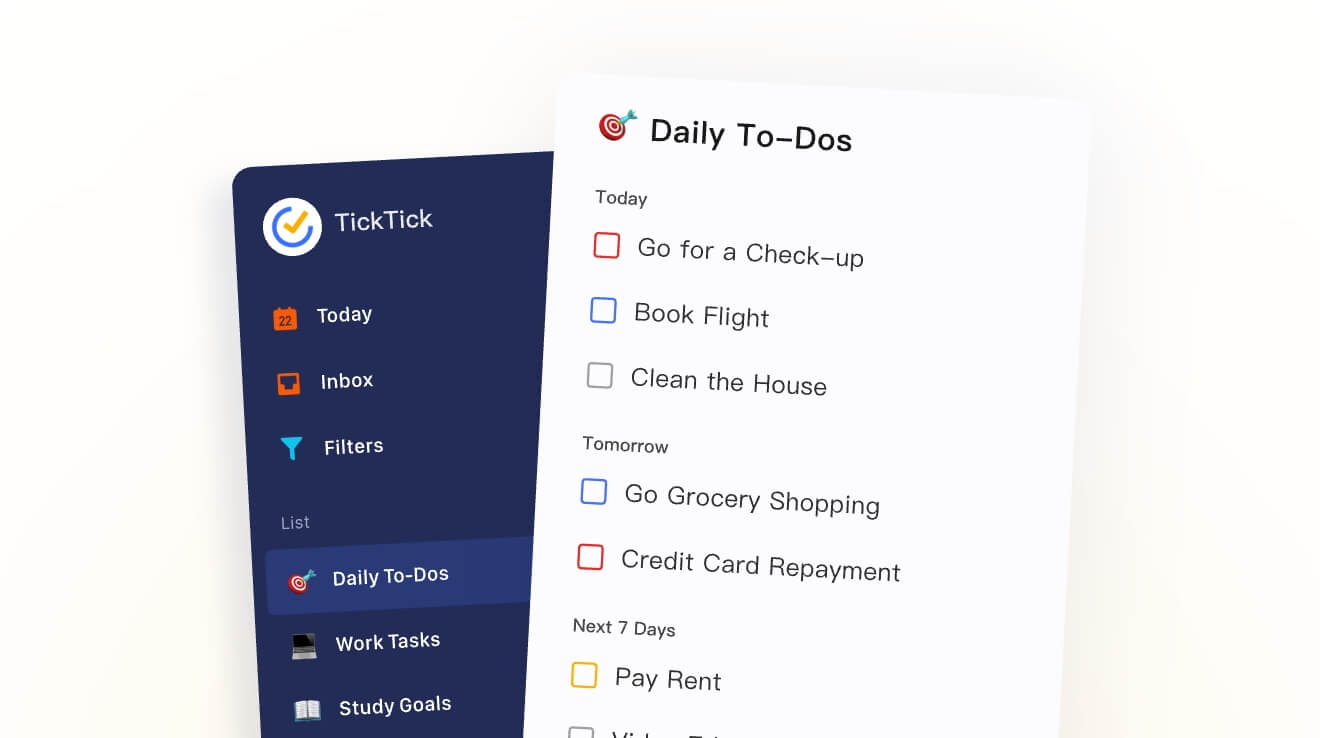 TickTick
22
Today
Inbox
Filters
List
Daily To-Dos
Work Tasks
Study Goals
Daily To-Dos
Today
Go for a Check-up
Book Flight
Clean the House
Tomorrow
Go Grocery Shopping
Credit Card Repayment
Next 7 Days
Pay Rent